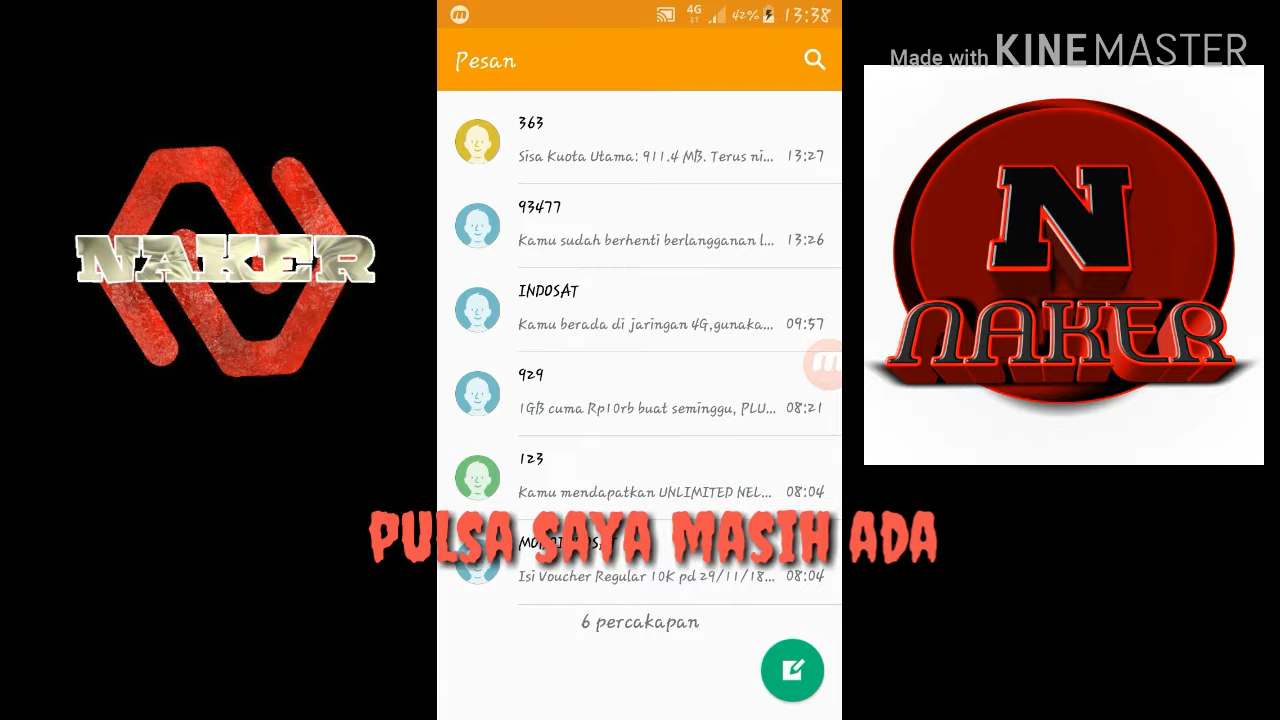 4G 42% 13:38
Pesan
Made with KINEMASTER
363
Sisa Kuota Utama: 911.4 MB. Terus ni... 13:27
93477
Kamu sudah berhenti berlangganan l... 13:26
INDOSAT
Kamu berada di jaringan 4G,gunaka... 09:57
929
1GB cuma Rp10rb buat seminggu, PLU... 08:21
123
Kamu mendapatkan UNLIMITED NEL... 08:04
PULSA SAYA MASIH ADA
Isi Voucher Regular 10K pd 29/11/18... 08:04
6 percakapan
NAKER
N
NAKER